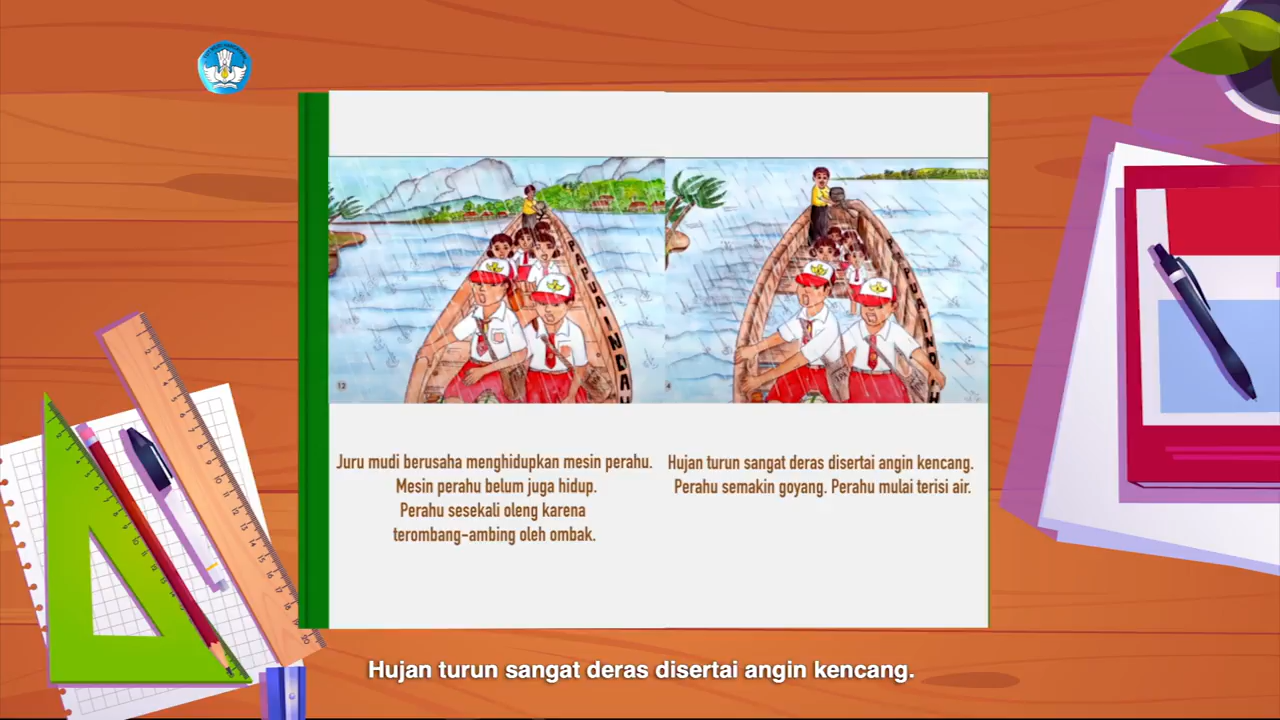 PAPUA INDAH
12
Juru mudi berusaha menghidupkan mesin perahu.
Mesin perahu belum juga hidup.
Perahu sesekali oleng karena
terombang-ambing oleh ombak.
PAPUA INDAH
Hujan turun sangat deras disertai angin kencang.
Perahu semakin goyang. Perahu mulai terisi air.
Hujan turun sangat deras disertai angin kencang.